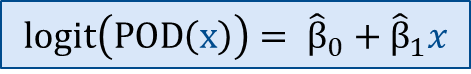 logit(POD(x)) = β̂₀ + β̂₁x